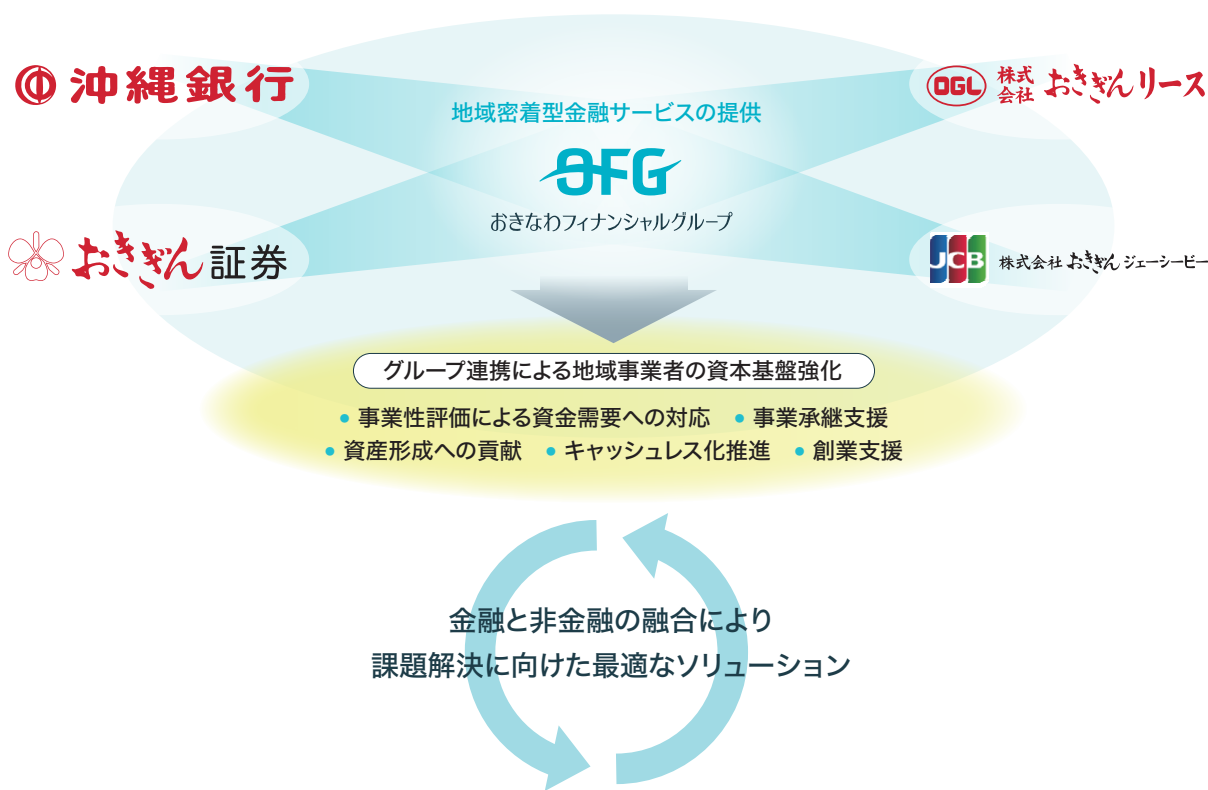 沖縄銀行
OGL 株式会社 おきぎんリース
地域密着型金融サービスの提供
OFG
おきなわフィナンシャルグループ
おきぎん証券
JCB 株式会社 おきぎんジェーシービー
グループ連携による地域事業者の資本基盤強化
• 事業性評価による資金需要への対応 • 事業承継支援
• 資産形成への貢献 • キャッシュレス化推進 • 創業支援
金融と非金融の融合により
課題解決に向けた最適なソリューション